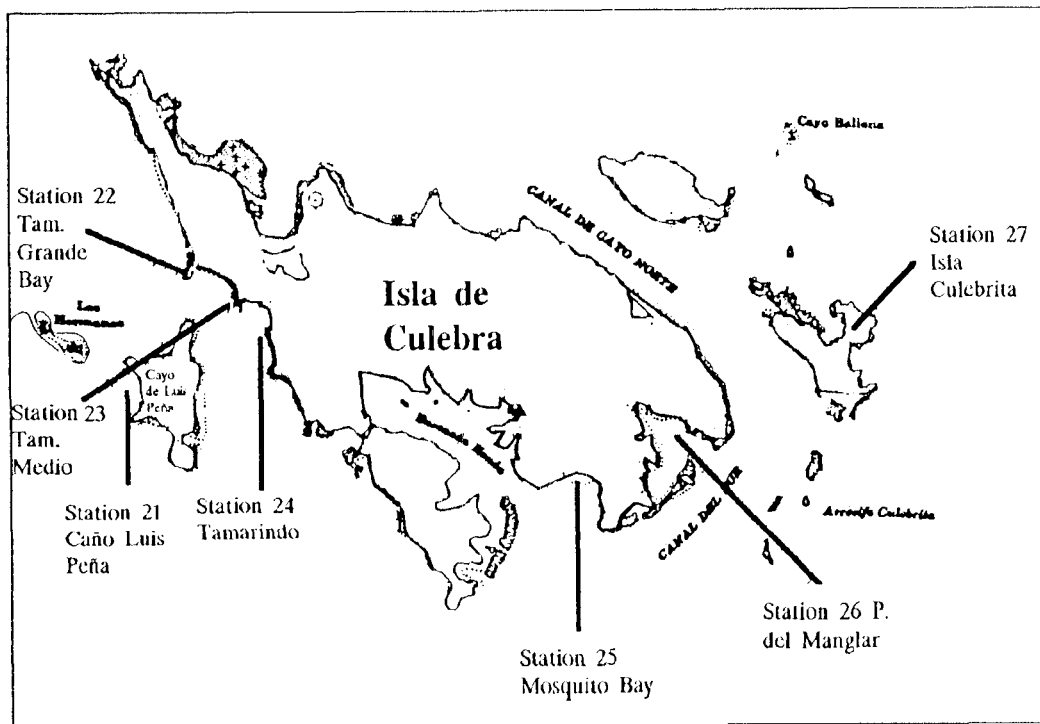 Cayo Ballena
Station 22
Tam.
Grande
Bay
CANAL DE CAYO NORTE
Station 27
Isla
Culebrita
Isla de
Culebra
Los
Hermanos
Cayo
de Luis
Peña
Station 23
Tam.
Medio
Station 21
Caño Luis
Peña
Station 24
Tamarindo
CANAL DEL SUR
Arrecife Culebrita
Station 26 P.
del Manglar
Station 25
Mosquito Bay